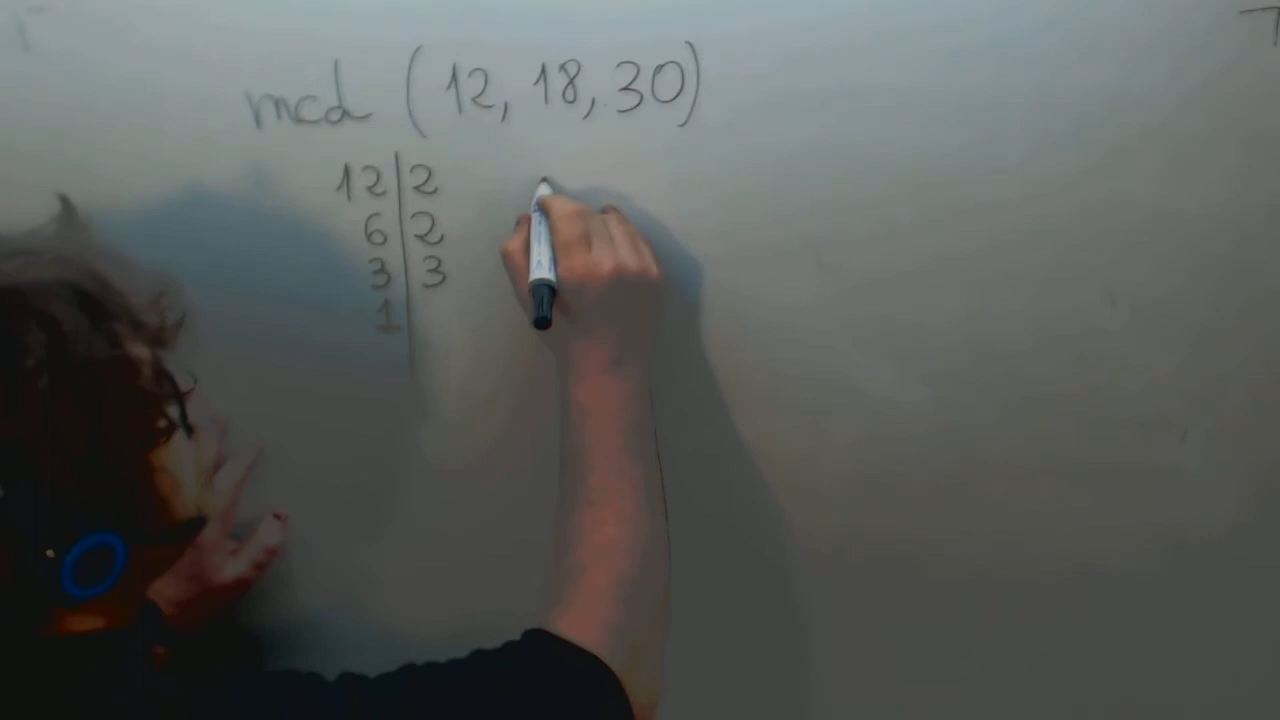 mcd (12, 18, 30)
12 | 2
6 | 2
3 | 3
1 |